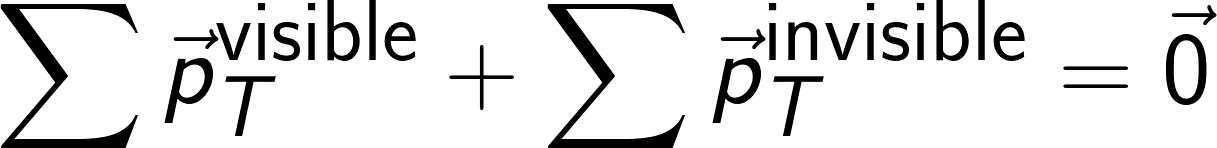 ∑ p⃗_T^visible + ∑ p⃗_T^invisible = 0⃗